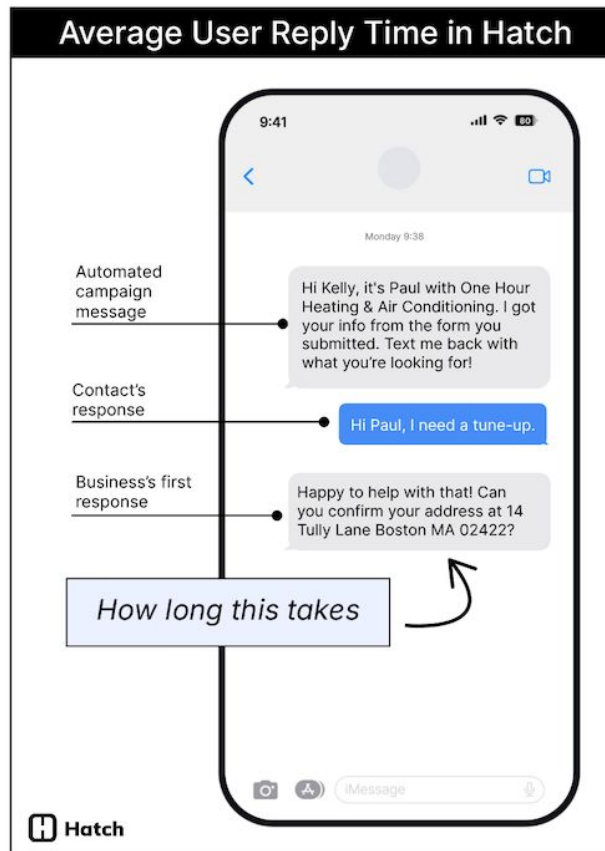 Average User Reply Time in Hatch
9:41
80
Monday 9:38
Automated
campaign
message
Hi Kelly, it's Paul with One Hour
Heating & Air Conditioning. I got
your info from the form you
submitted. Text me back with
what you're looking for!
Contact's
response
Hi Paul, I need a tune-up.
Business's first
response
Happy to help with that! Can
you confirm your address at 14
Tully Lane Boston MA 02422?
How long this takes
iMessage
Hatch